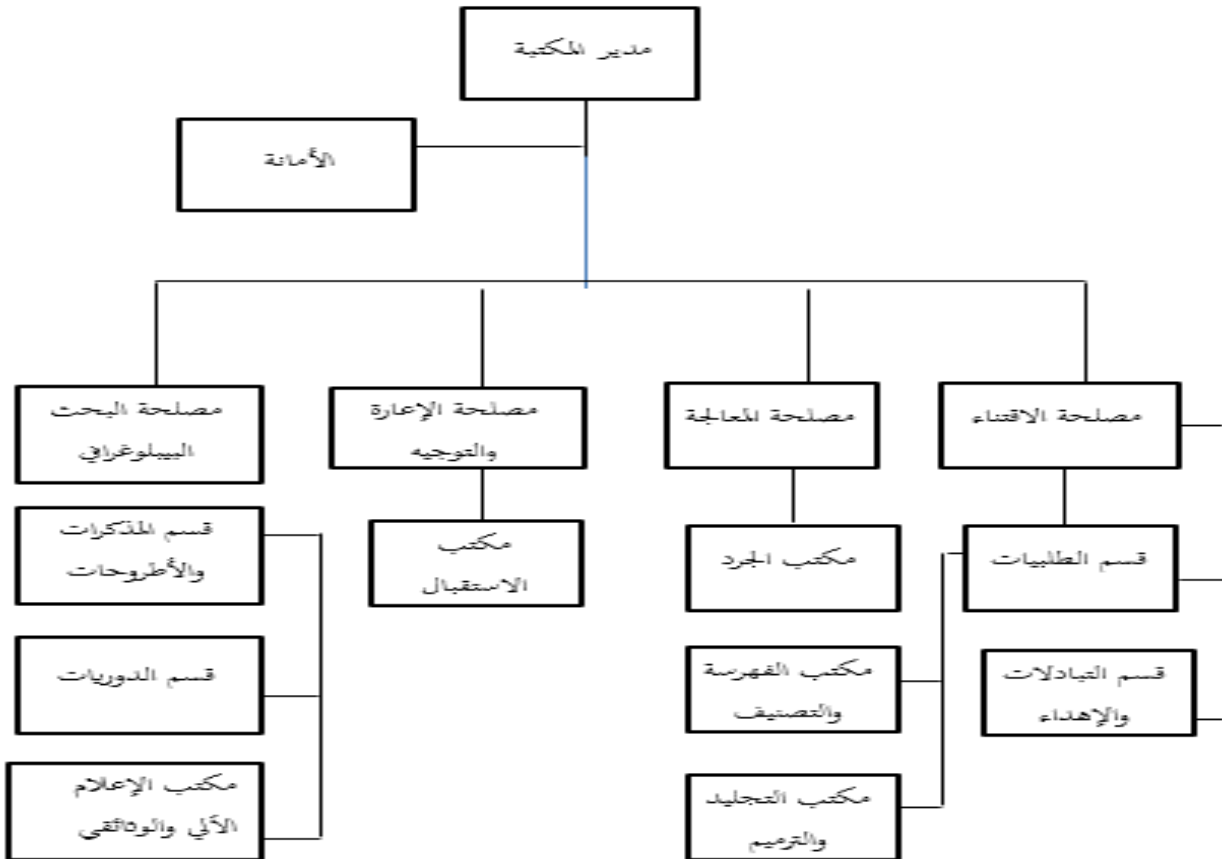 مدير المكتبة
الأمانة
مصلحة الاقتناء
مصلحة المعالجة
مصلحة الإعارة
والتوجيه
مصلحة البحث
البيبلوغرافي
قسم الطلبيات
مكتب الجرد
مكتب
الاستقبال
قسم المذكرات
والأطروحات
قسم التبادلات
والإهداء
مكتب الفهرسة
والتصنيف
قسم الدوريات
مكتب التجليد
والترميم
مكتب الإعلام
الآلي والوثائقي